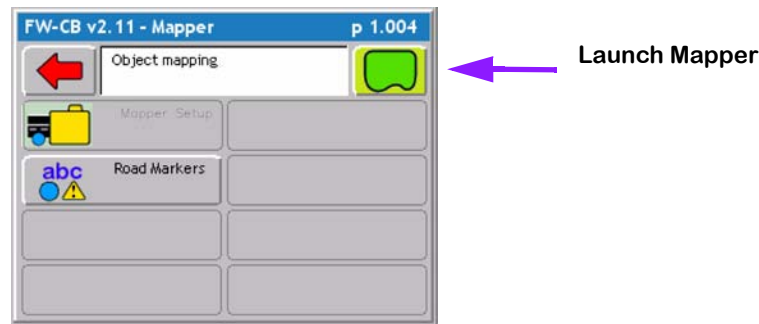 FW-CB v2.11 - Mapper p 1.004
Object mapping
Launch Mapper
Mapper Setup
abc Road Markers